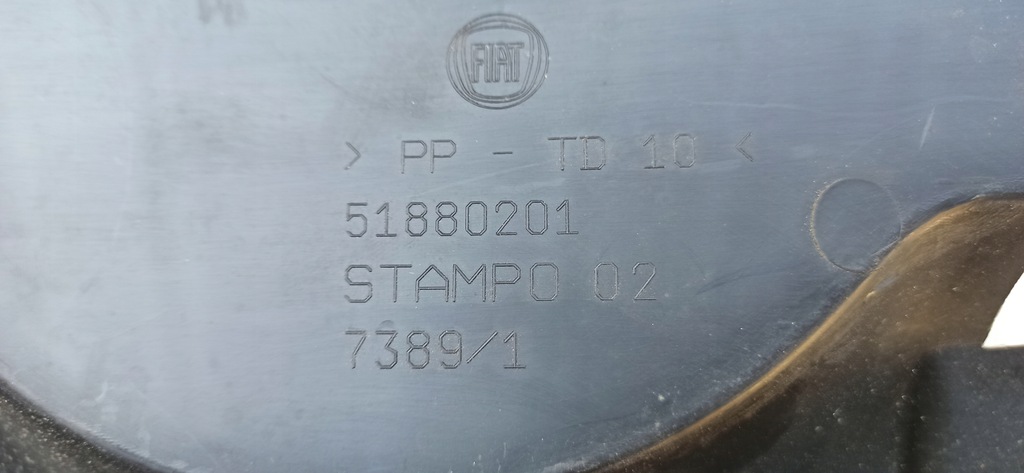 FIAT
> PP - TD 10 <
51880201
STAMPO 02
7389/1